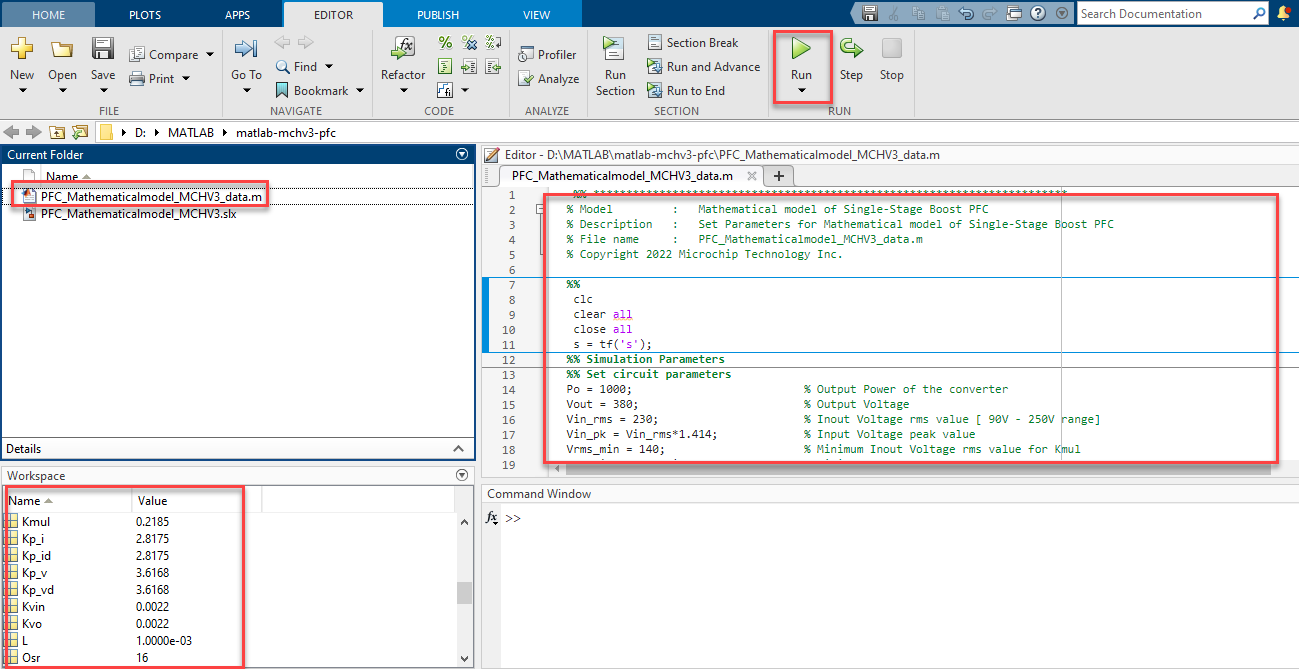 HOME PLOTS APPS EDITOR PUBLISH VIEW Search Documentation
New Open Save Compare Print
FILE
Go To Find Bookmark
NAVIGATE
Refactor
CODE
Profiler Analyze
ANALYZE
Run Section Section Break Run and Advance Run to End
SECTION
Run Step Stop
RUN
D: MATLAB matlab-mchv3-pfc
Current Folder
Name
PFC_Mathematicalmodel_MCHV3_data.m
PFC_Mathematicalmodel_MCHV3.slx
Details
Workspace
Name Value
Kmul 0.2185
Kp_i 2.8175
Kp_id 2.8175
Kp_v 3.6168
Kp_vd 3.6168
Kvin 0.0022
Kvo 0.0022
L 1.0000e-03
Osr 16
Editor - D:\MATLAB\matlab-mchv3-pfc\PFC_Mathematicalmodel_MCHV3_data.m
PFC_Mathematicalmodel_MCHV3_data.m
1
2 % Model : Mathematical model of Single-Stage Boost PFC
3 % Description : Set Parameters for Mathematical model of Single-Stage Boost PFC
4 % File name : PFC_Mathematicalmodel_MCHV3_data.m
5 % Copyright 2022 Microchip Technology Inc.
6
7 %%
8 clc
9 clear all
10 close all
11 s = tf('s');
12 %% Simulation Parameters
13 %% Set circuit parameters
14 Po = 1000; % Output Power of the converter
15 Vout = 380; % Output Voltage
16 Vin_rms = 230; % Inout Voltage rms value [ 90V - 250V range]
17 Vin_pk = Vin_rms*1.414; % Input Voltage peak value
18 Vrms_min = 140; % Minimum Inout Voltage rms value for Kmul
19
Command Window
fx >>